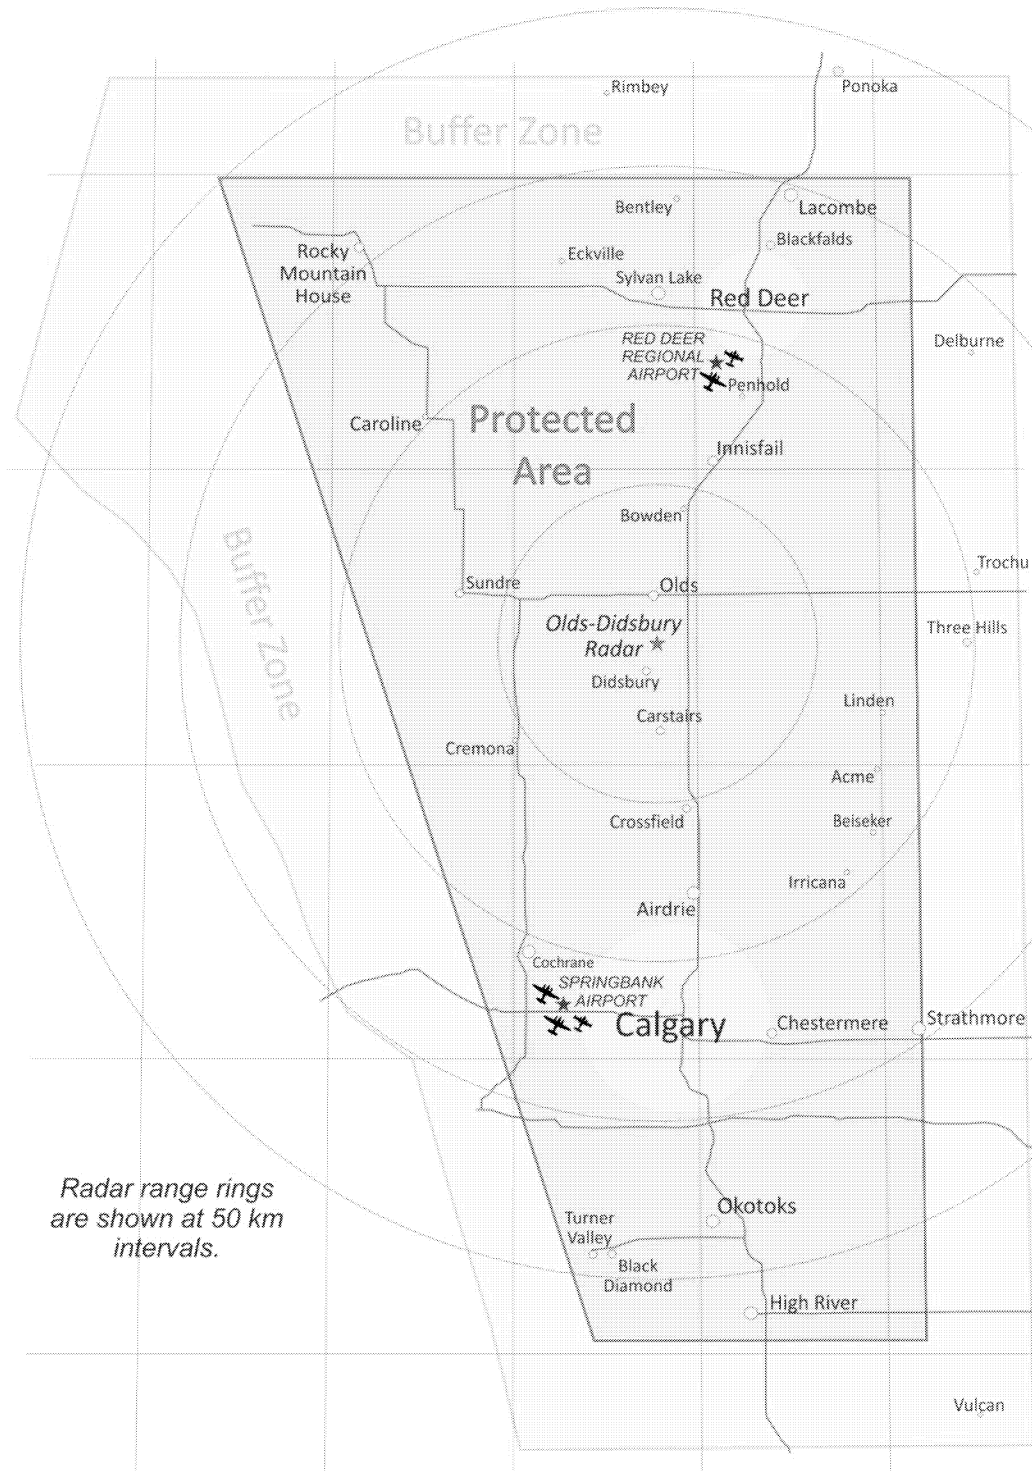 Rimbey
Ponoka
Buffer Zone
Bentley
Lacombe
Blackfalds
Rocky
Mountain
House
Eckville
Sylvan Lake
Red Deer
RED DEER
REGIONAL
AIRPORT
Delburne
Penhold
Caroline
Protected
Area
Innisfail
Bowden
Buffer Zone
Trochu
Sundre
Olds
Olds-Didsbury
Radar
Three Hills
Didsbury
Linden
Carstairs
Cremona
Acme
Crossfield
Beiseker
Irricana
Airdrie
Cochrane
SPRINGBANK
AIRPORT
Calgary
Chestermere
Strathmore
Radar range rings
are shown at 50 km
intervals.
Okotoks
Turner
Valley
Black
Diamond
High River
Vulcan